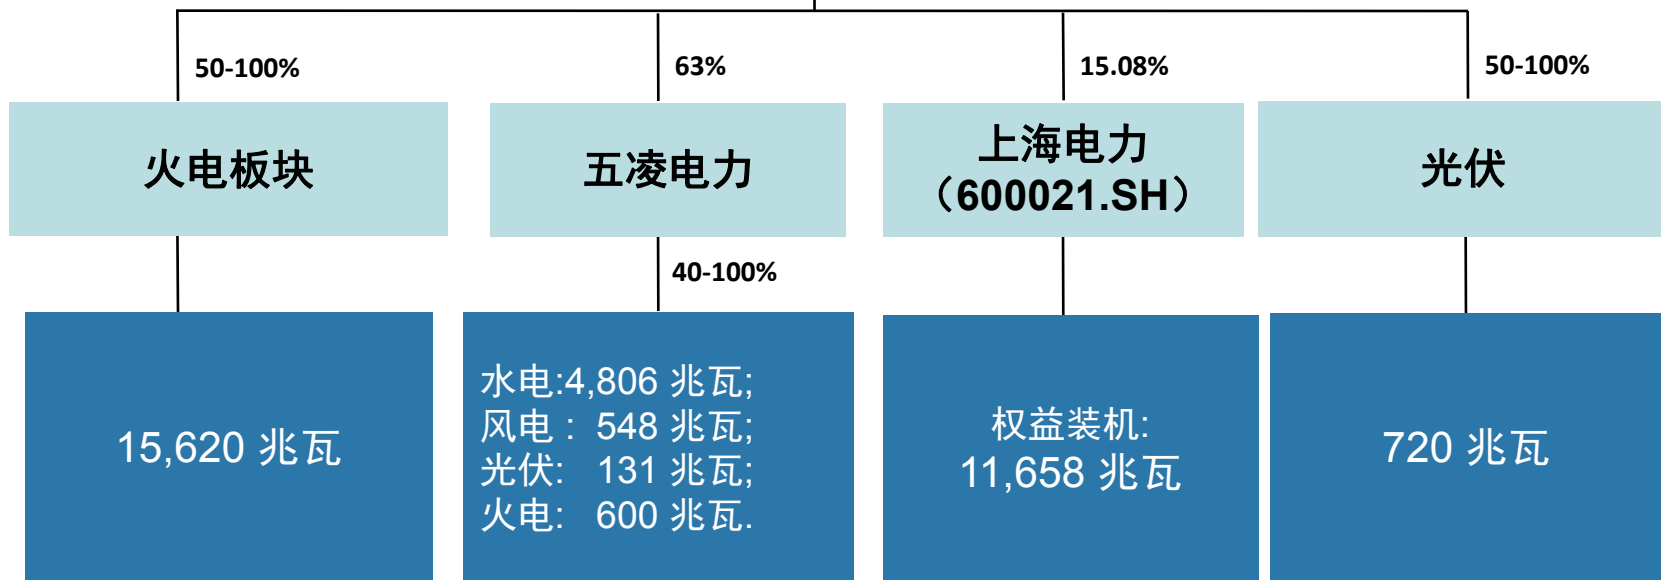 50-100%
63%
15.08%
50-100%
火电板块
五凌电力
上海电力
（600021.SH）
光伏
40-100%
15,620 兆瓦
水电:4,806 兆瓦;
风电： 548 兆瓦;
光伏: 131 兆瓦;
火电: 600 兆瓦.
权益装机:
11,658 兆瓦
720 兆瓦